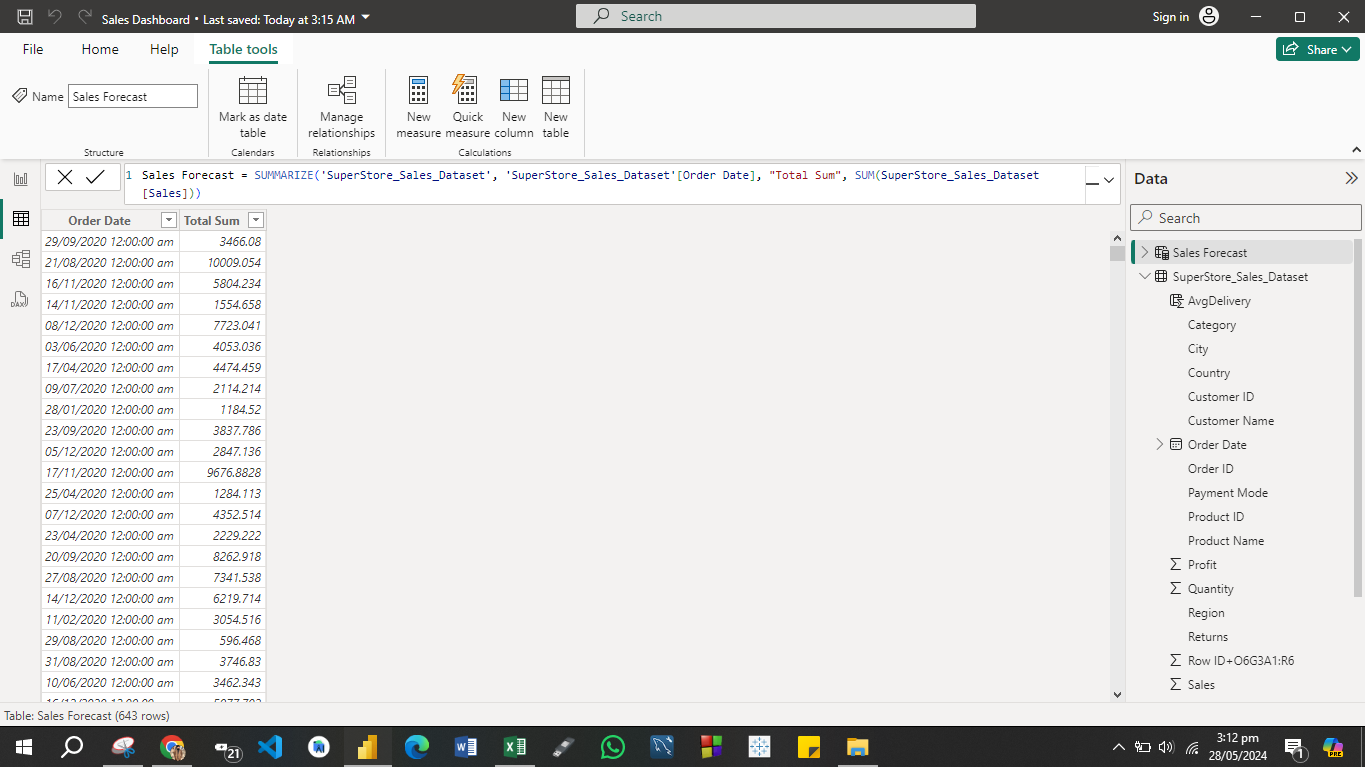 Sales Dashboard • Last saved: Today at 3:15 AM
Search
Sign in
File
Home
Help
Table tools
Share
Name
Sales Forecast
Mark as date
table
Manage
relationships
New
measure
Quick
measure
New
column
New
table
Structure
Calendars
Relationships
Calculations
1 Sales Forecast = SUMMARIZE('SuperStore_Sales_Dataset', 'SuperStore_Sales_Dataset'[Order Date], "Total Sum", SUM(SuperStore_Sales_Dataset
[Sales]))
Order Date Total Sum
29/09/2020 12:00:00 am 3466.08
21/08/2020 12:00:00 am 10009.054
16/11/2020 12:00:00 am 5804.234
14/11/2020 12:00:00 am 1554.658
08/12/2020 12:00:00 am 7723.041
03/06/2020 12:00:00 am 4053.036
17/04/2020 12:00:00 am 4474.459
09/07/2020 12:00:00 am 2114.214
28/01/2020 12:00:00 am 1184.52
23/09/2020 12:00:00 am 3837.786
05/12/2020 12:00:00 am 2847.136
17/11/2020 12:00:00 am 9676.8828
25/04/2020 12:00:00 am 1284.113
07/12/2020 12:00:00 am 4352.514
23/04/2020 12:00:00 am 2229.222
20/09/2020 12:00:00 am 8262.918
27/08/2020 12:00:00 am 7341.538
14/12/2020 12:00:00 am 6219.714
11/02/2020 12:00:00 am 3054.516
29/08/2020 12:00:00 am 596.468
31/08/2020 12:00:00 am 3746.83
10/06/2020 12:00:00 am 3462.343
Data
Search
Sales Forecast
SuperStore_Sales_Dataset
AvgDelivery
Category
City
Country
Customer ID
Customer Name
Order Date
Order ID
Payment Mode
Product ID
Product Name
Profit
Quantity
Region
Returns
Row ID+O6G3A1:R6
Sales
DAX
Table: Sales Forecast (643 rows)
21
3:12 pm
28/05/2024
1
PRE